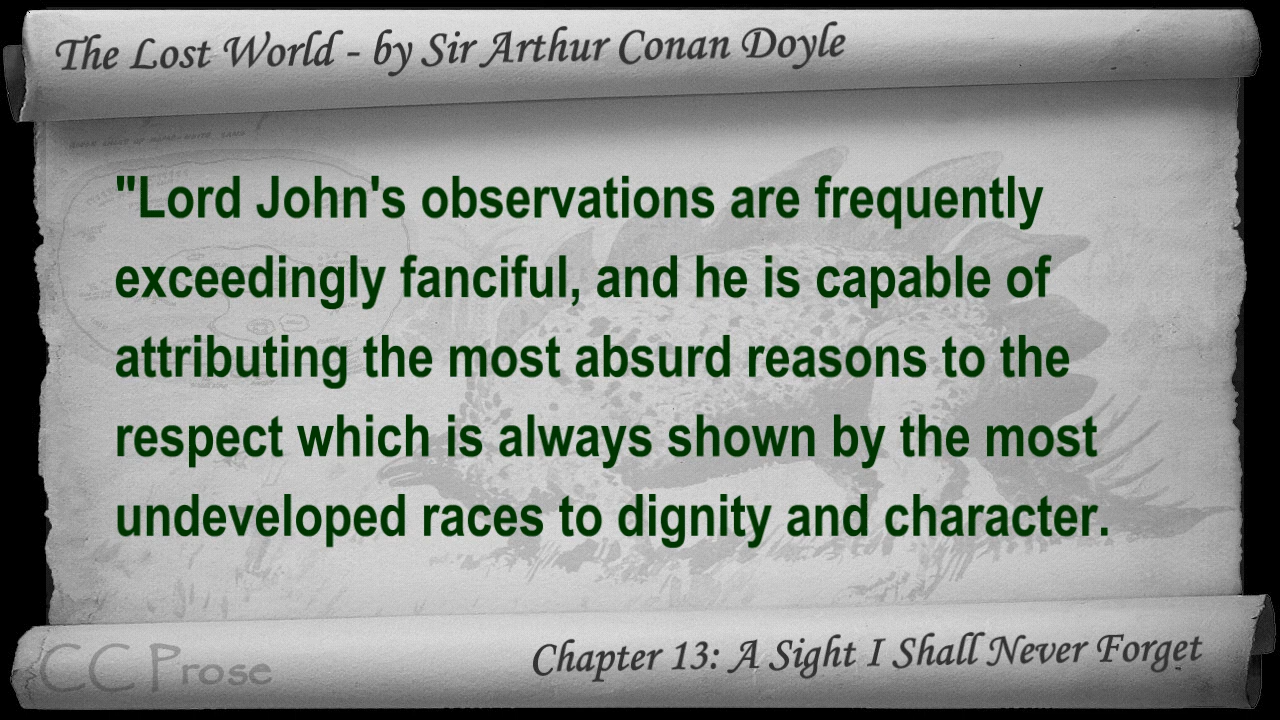 The Lost World - by Sir Arthur Conan Doyle
"Lord John's observations are frequently
exceedingly fanciful, and he is capable of
attributing the most absurd reasons to the
respect which is always shown by the most
undeveloped races to dignity and character.
CC Prose
Chapter 13: A Sight I Shall Never Forget